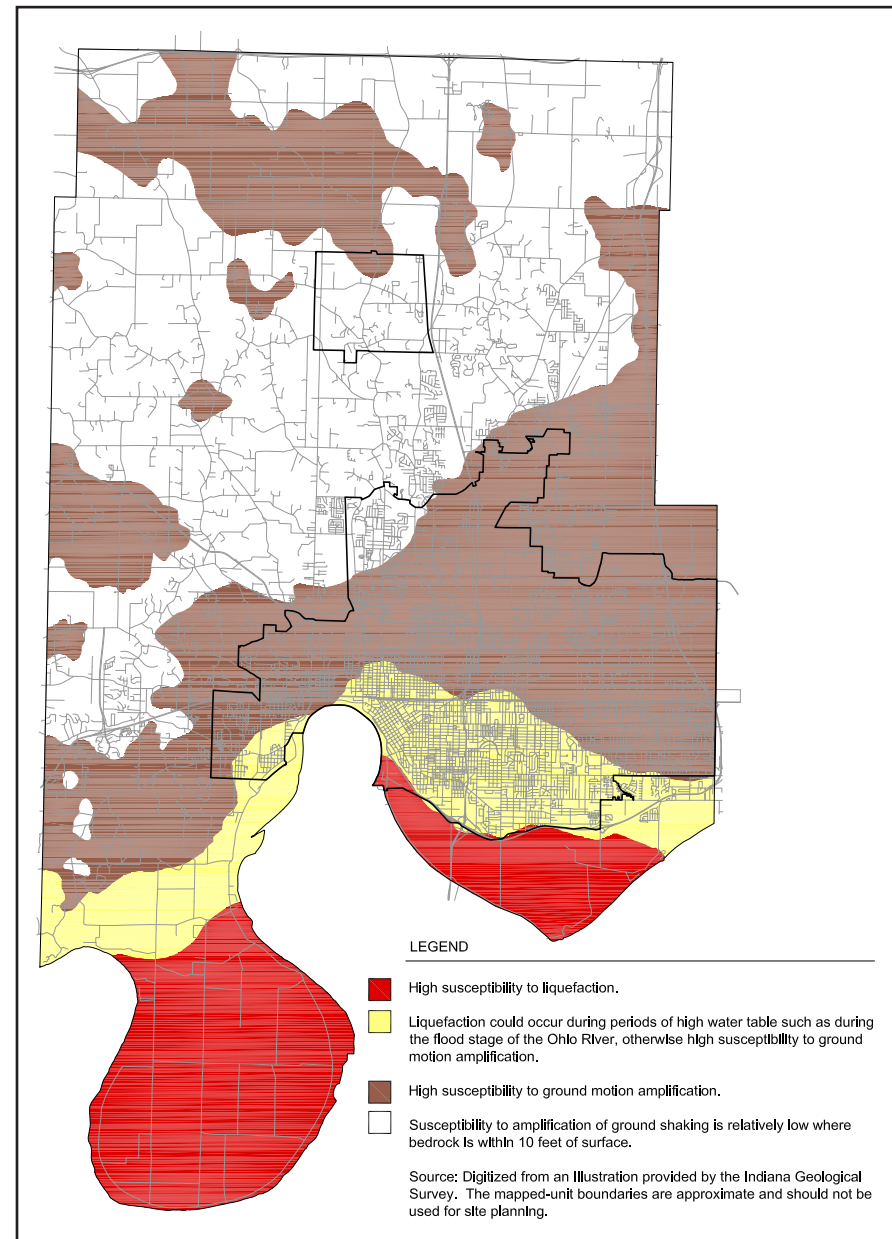 LEGEND
High susceptibility to liquefaction.
Liquefaction could occur during periods of high water table such as during
the flood stage of the Ohio River, otherwise high susceptibility to ground
motion amplification.
High susceptibility to ground motion amplification.
Susceptibility to amplification of ground shaking is relatively low where
bedrock is within 10 feet of surface.
Source: Digitized from an illustration provided by the Indiana Geological
Survey. The mapped-unit boundaries are approximate and should not be
used for site planning.